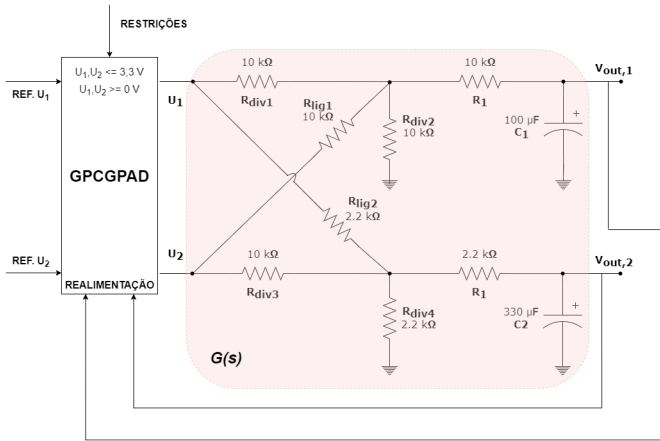 RESTRIÇÕES
U1,U2 <= 3,3 V
U1,U2 >= 0 V
REF. U1
GPCGPAD
REF. U2
REALIMENTAÇÃO
U1
U2
10 kΩ
Rdiv1
Rlig1
10 kΩ
Rdiv2
10 kΩ
10 kΩ
R1
100 µF
C1
+
Vout,1
Rlig2
2.2 kΩ
10 kΩ
Rdiv3
Rdiv4
2.2 kΩ
2.2 kΩ
R1
330 µF
C2
+
Vout,2
G(s)